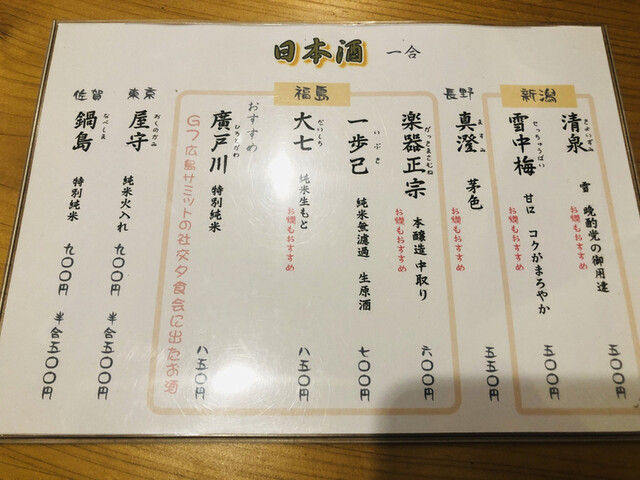 日本酒 一合
新潟
清泉 きよいずみ 雪 晩酌党の御用達 五〇〇円
お燗もおすすめ
雪中梅 せっちゅうばい 甘口 コクがまろやか 五〇〇円
お燗もおすすめ
長野
真澄 ますみ 茅色 五五〇円
お燗もおすすめ
福島
楽器正宗 がっきまさむね 本醸造中取り 六〇〇円
お燗もおすすめ
一歩己 いぶき 純米無濾過 生原酒 七〇〇円
大七 だいしち 純米生もと 八五〇円
お燗もおすすめ
おすすめ
廣戸川 ひろとがわ 特別純米 八五〇円
G7広島サミットの社交夕食会に出たお酒
東京
屋守 おくのかみ 純米火入れ 九〇〇円 半合五〇〇円
佐賀
鍋島 なべしま 特別純米 九〇〇円 半合五〇〇円